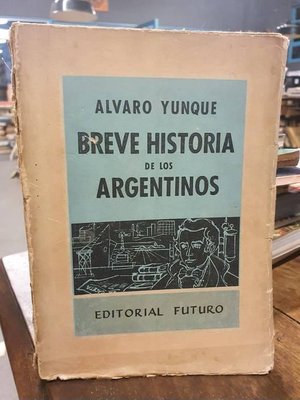 ALVARO YUNQUE
BREVE HISTORIA
DE LOS
ARGENTINOS
EDITORIAL FUTURO